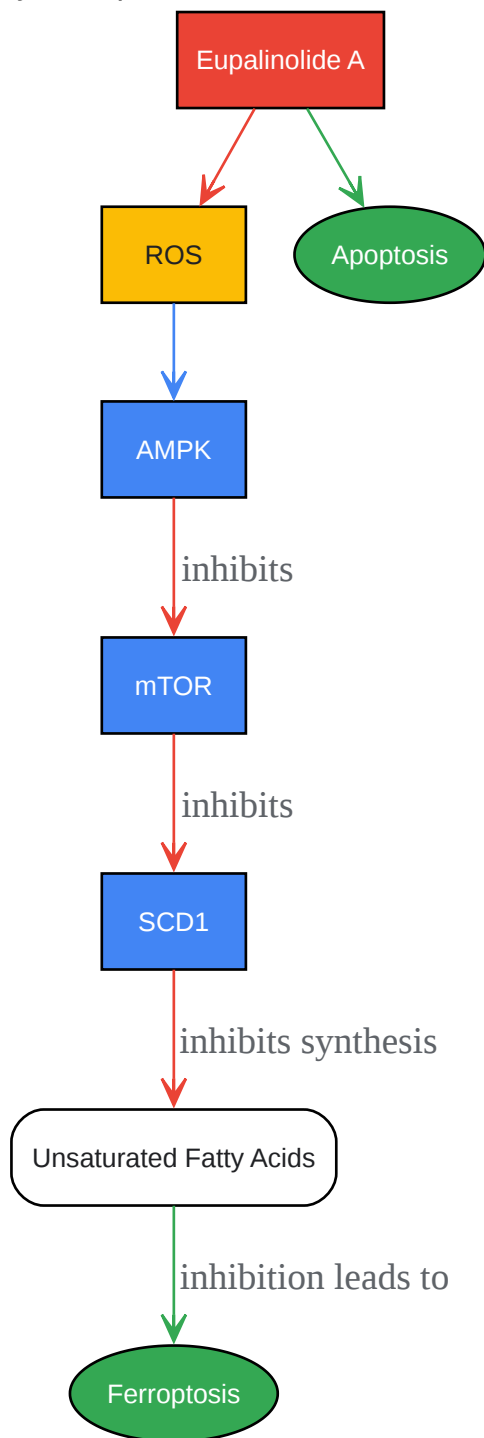 Eupalinolide A
ROS
Apoptosis
AMPK
inhibits
mTOR
inhibits
SCD1
inhibits synthesis
Unsaturated Fatty Acids
inhibition leads to
Ferroptosis